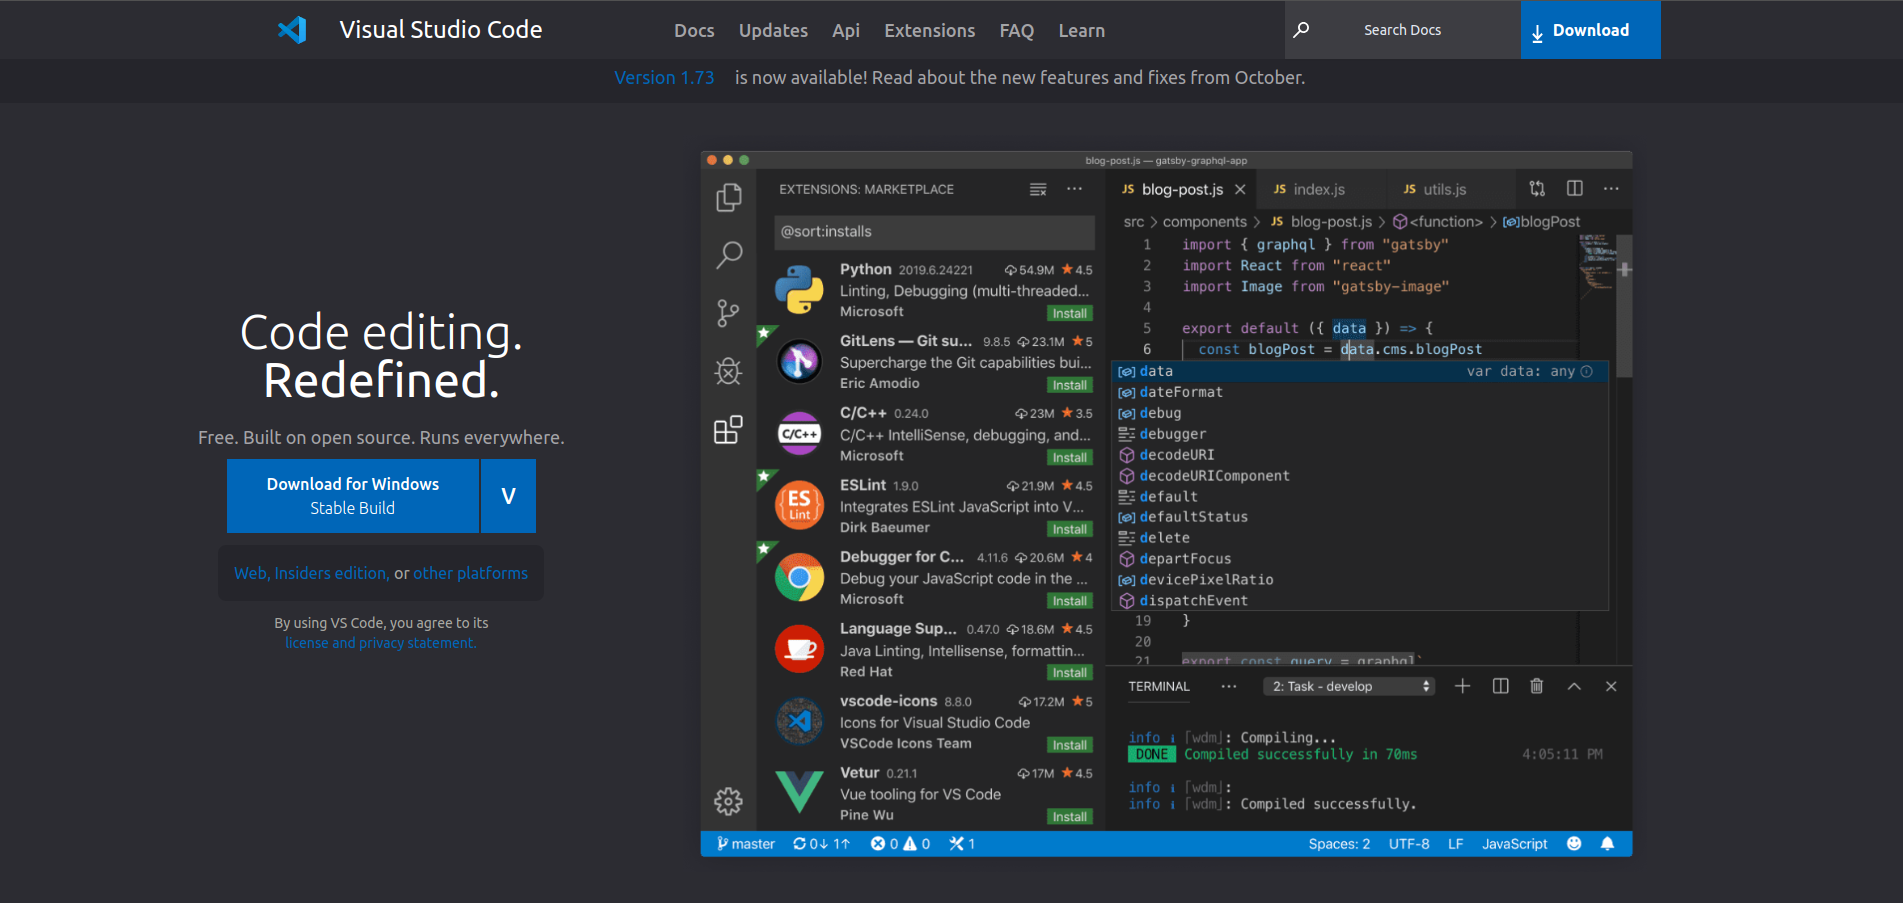 Visual Studio Code
Docs Updates Api Extensions FAQ Learn
Search Docs
Download
Version 1.73 is now available! Read about the new features and fixes from October.
Code editing.
Redefined.
Free. Built on open source. Runs everywhere.
Download for Windows
Stable Build
V
Web, Insiders edition, or other platforms
By using VS Code, you agree to its
license and privacy statement.
blog-post.js — gatsby-graphql-app
EXTENSIONS: MARKETPLACE ...
@sort:installs
Python 2019.6.24221 54.9M 4.5
Linting, Debugging (multi-threaded...
Microsoft Install
GitLens — Git su... 9.8.5 23.1M 5
Supercharge the Git capabilities bui...
Eric Amodio Install
C/C++
C/C++ 0.24.0 23M 3.5
C/C++ IntelliSense, debugging, and...
Microsoft Install
ES
Lint
ESLint 1.9.0 21.9M 4.5
Integrates ESLint JavaScript into V...
Dirk Baeumer Install
Debugger for C... 4.11.6 20.6M 4
Debug your JavaScript code in the ...
Microsoft Install
Language Sup... 0.47.0 18.6M 4.5
Java Linting, Intellisense, formattin...
Red Hat Install
vscode-icons 8.8.0 17.2M 5
Icons for Visual Studio Code
VSCode Icons Team Install
Vetur 0.21.1 17M 4.5
Vue tooling for VS Code
Pine Wu Install
JS blog-post.js × JS index.js JS utils.js ...
src > components > JS blog-post.js > <function> > blogPost
1 import { graphql } from "gatsby"
2 import React from "react"
3 import Image from "gatsby-image"
4
5 export default ({ data }) => {
6 const blogPost = data.cms.blogPost
data var data: any
dateFormat
debug
debugger
decodeURI
decodeURIComponent
default
defaultStatus
delete
departFocus
devicePixelRatio
dispatchEvent
19 }
20
21 export const query = graphql`
TERMINAL ... 2: Task - develop
info i [wdm]: Compiling...
DONE Compiled successfully in 70ms 4:05:11 PM
info i [wdm]:
info i [wdm]: Compiled successfully.
master 0↓ 1↑ 0 0 1 Spaces: 2 UTF-8 LF JavaScript